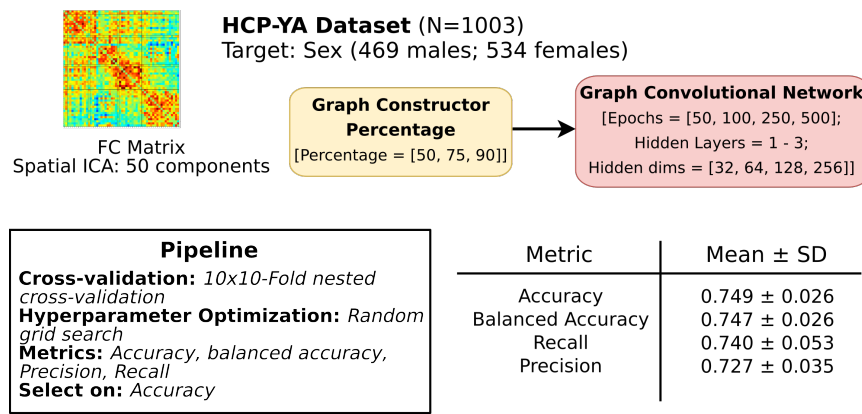 HCP-YA Dataset (N=1003)
Target: Sex (469 males; 534 females)
FC Matrix
Spatial ICA: 50 components
Graph Constructor
Percentage
[Percentage = [50, 75, 90]]
Graph Convolutional Network
[Epochs = [50, 100, 250, 500];
Hidden Layers = 1 - 3;
Hidden dims = [32, 64, 128, 256]]
Pipeline
Cross-validation: 10x10-Fold nested
cross-validation
Hyperparameter Optimization: Random
grid search
Metrics: Accuracy, balanced accuracy,
Precision, Recall
Select on: Accuracy
Metric Mean ± SD
Accuracy 0.749 ± 0.026
Balanced Accuracy 0.747 ± 0.026
Recall 0.740 ± 0.053
Precision 0.727 ± 0.035